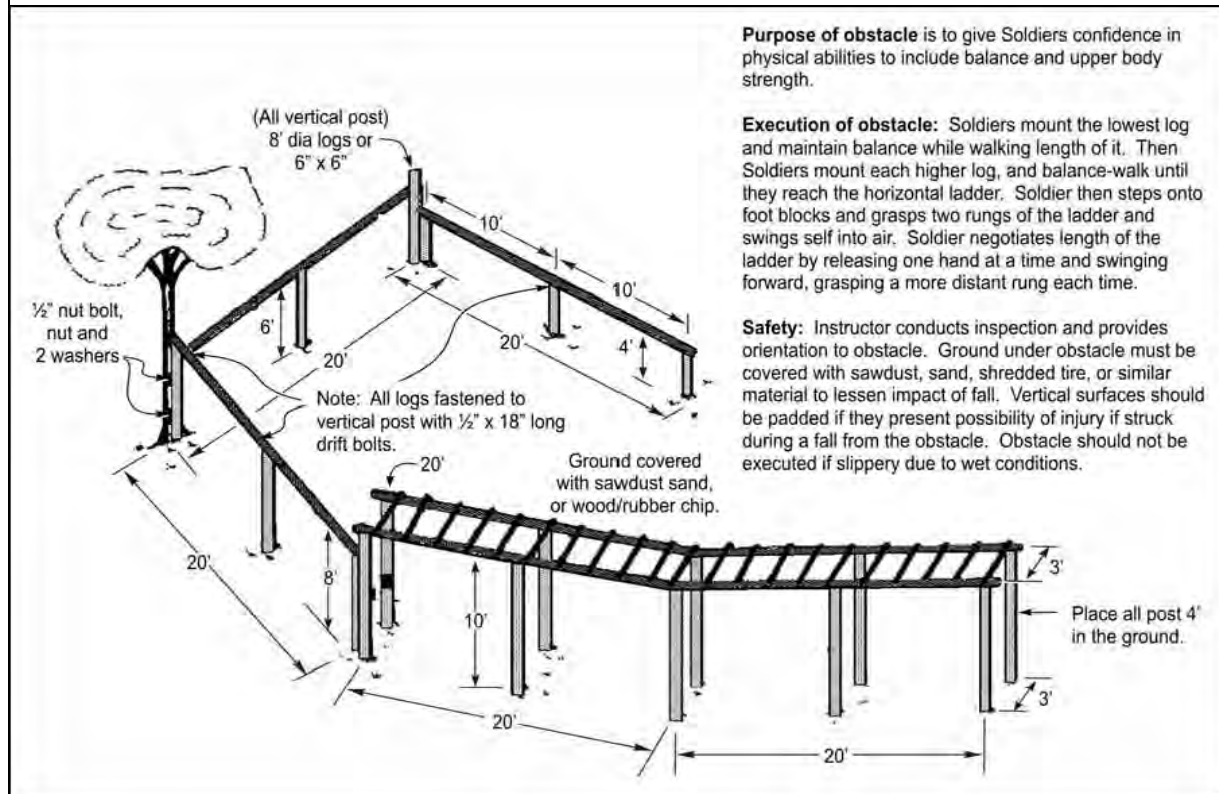 Purpose of obstacle is to give Soldiers confidence in
physical abilities to include balance and upper body
strength.
Execution of obstacle: Soldiers mount the lowest log
and maintain balance while walking length of it. Then
Soldiers mount each higher log, and balance-walk until
they reach the horizontal ladder. Soldier then steps onto
foot blocks and grasps two rungs of the ladder and
swings self into air. Soldier negotiates length of the
ladder by releasing one hand at a time and swinging
forward, grasping a more distant rung each time.
Safety: Instructor conducts inspection and provides
orientation to obstacle. Ground under obstacle must be
covered with sawdust, sand, shredded tire, or similar
material to lessen impact of fall. Vertical surfaces should
be padded if they present possibility of injury if struck
during a fall from the obstacle. Obstacle should not be
executed if slippery due to wet conditions.
(All vertical post)
8' dia logs or
6" x 6"
10'
10'
20'
4'
6'
20'
½" nut bolt,
nut and
2 washers
Note: All logs fastened to
vertical post with ½" x 18" long
drift bolts.
20'
20'
Ground covered
with sawdust sand,
or wood/rubber chip.
8'
10'
20'
20'
3'
Place all post 4'
in the ground.
3'